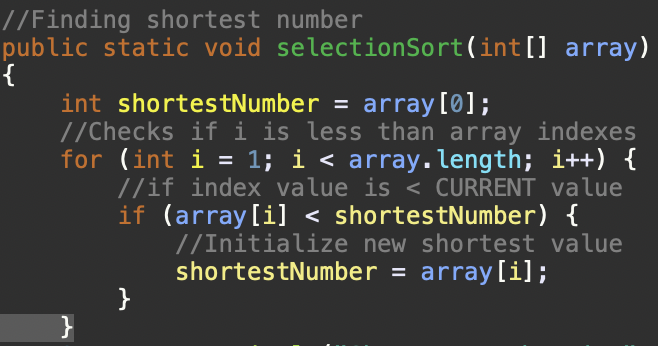 //Finding shortest number
public static void selectionSort(int[] array)
{
    int shortestNumber = array[0];
    //Checks if i is less than array indexes
    for (int i = 1; i < array.length; i++) {
        //if index value is < CURRENT value
        if (array[i] < shortestNumber) {
            //Initialize new shortest value
            shortestNumber = array[i];
        }
    }